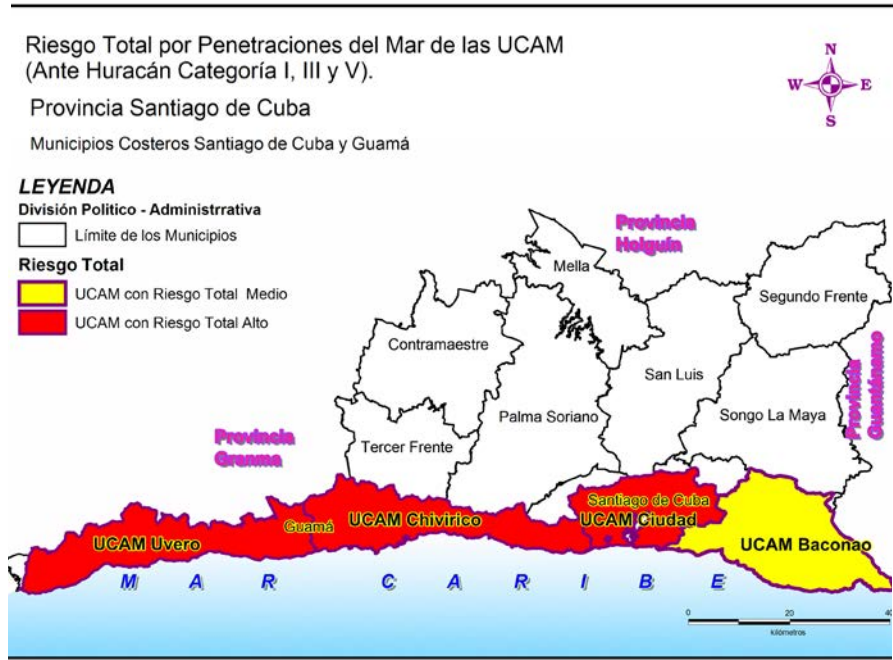 Riesgo Total por Penetraciones del Mar de las UCAM
(Ante Huracán Categoría I, III y V).
Provincia Santiago de Cuba
Municipios Costeros Santiago de Cuba y Guamá
N
W E
S
LEYENDA
División Politico - Administrrativa
Límite de los Municipios
Riesgo Total
UCAM con Riesgo Total Medio
UCAM con Riesgo Total Alto
Provincia
Holguín
Mella
Segundo Frente
Contramaestre
San Luis
Provincia
Guantánamo
Palma Soriano
Songo La Maya
Provincia
Granma
Tercer Frente
Santiago de Cuba
Guamá
UCAM Chivirico
UCAM Ciudad
UCAM Uvero
UCAM Baconao
MAR CARIBE
0 20 40
kilómetros